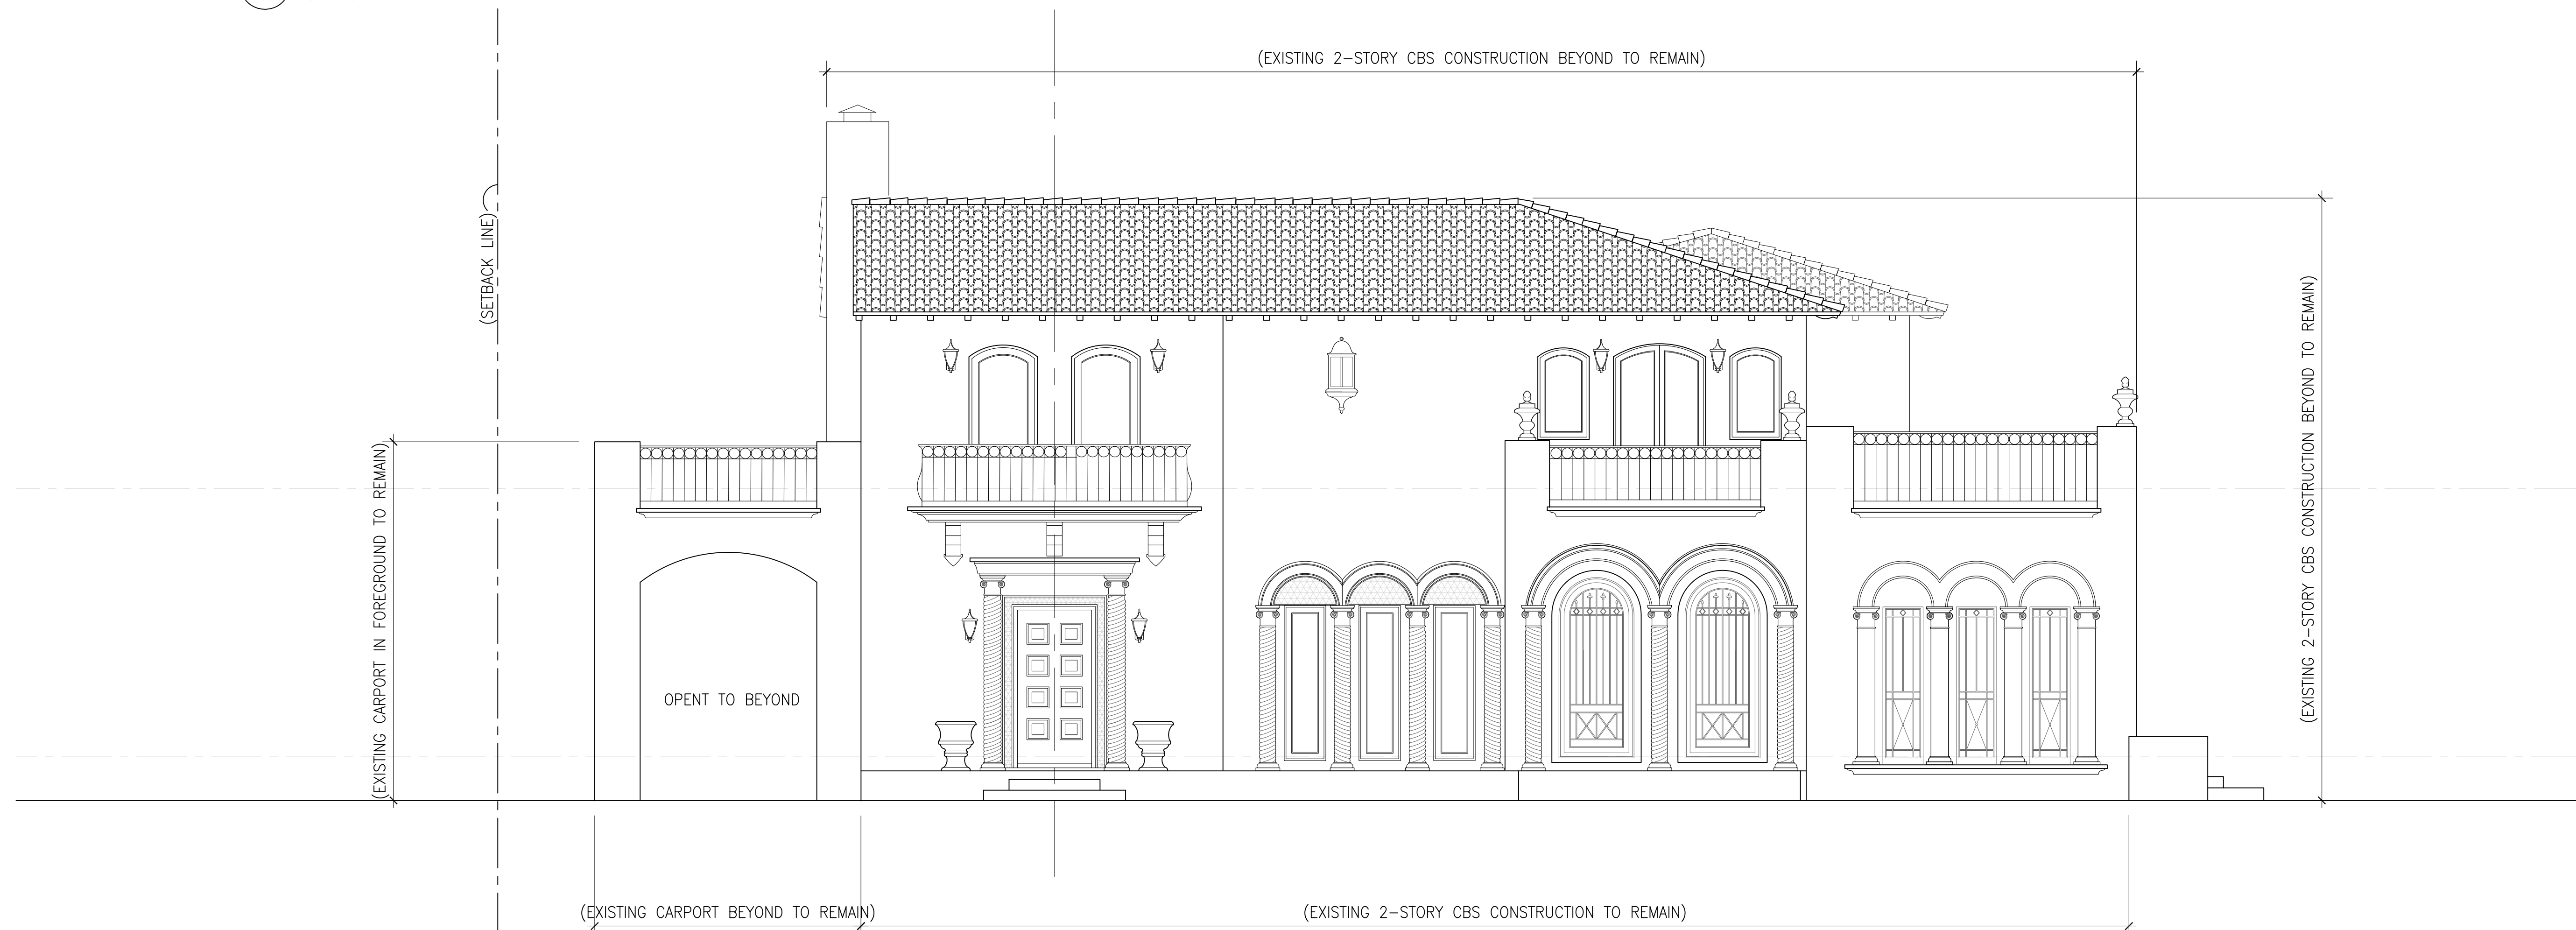 (EXISTING 2-STORY CBS CONSTRUCTION BEYOND TO REMAIN)
(SETBACK LINE)
(EXISTING CARPORT IN FOREGROUND TO REMAIN)
OPENT TO BEYOND
(EXISTING 2-STORY CBS CONSTRUCTION BEYOND TO REMAIN)
(EXISTING CARPORT BEYOND TO REMAIN)
(EXISTING 2-STORY CBS CONSTRUCTION TO REMAIN)